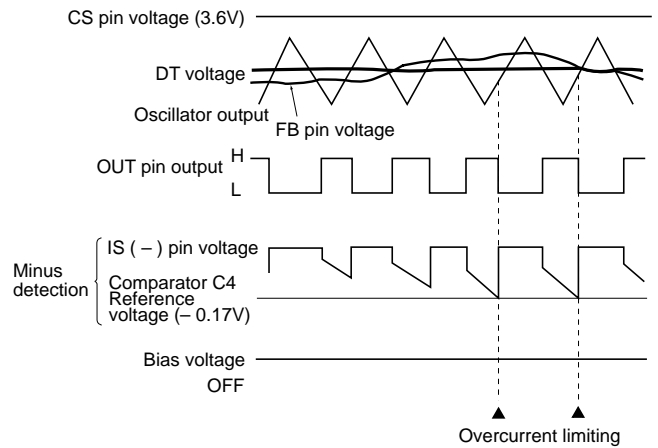 CS pin voltage (3.6V)
DT voltage
Oscillator output
FB pin voltage
OUT pin output
H
L
Minus
detection
IS ( – ) pin voltage
Comparator C4
Reference
voltage (– 0.17V)
Bias voltage
OFF
Overcurrent limiting